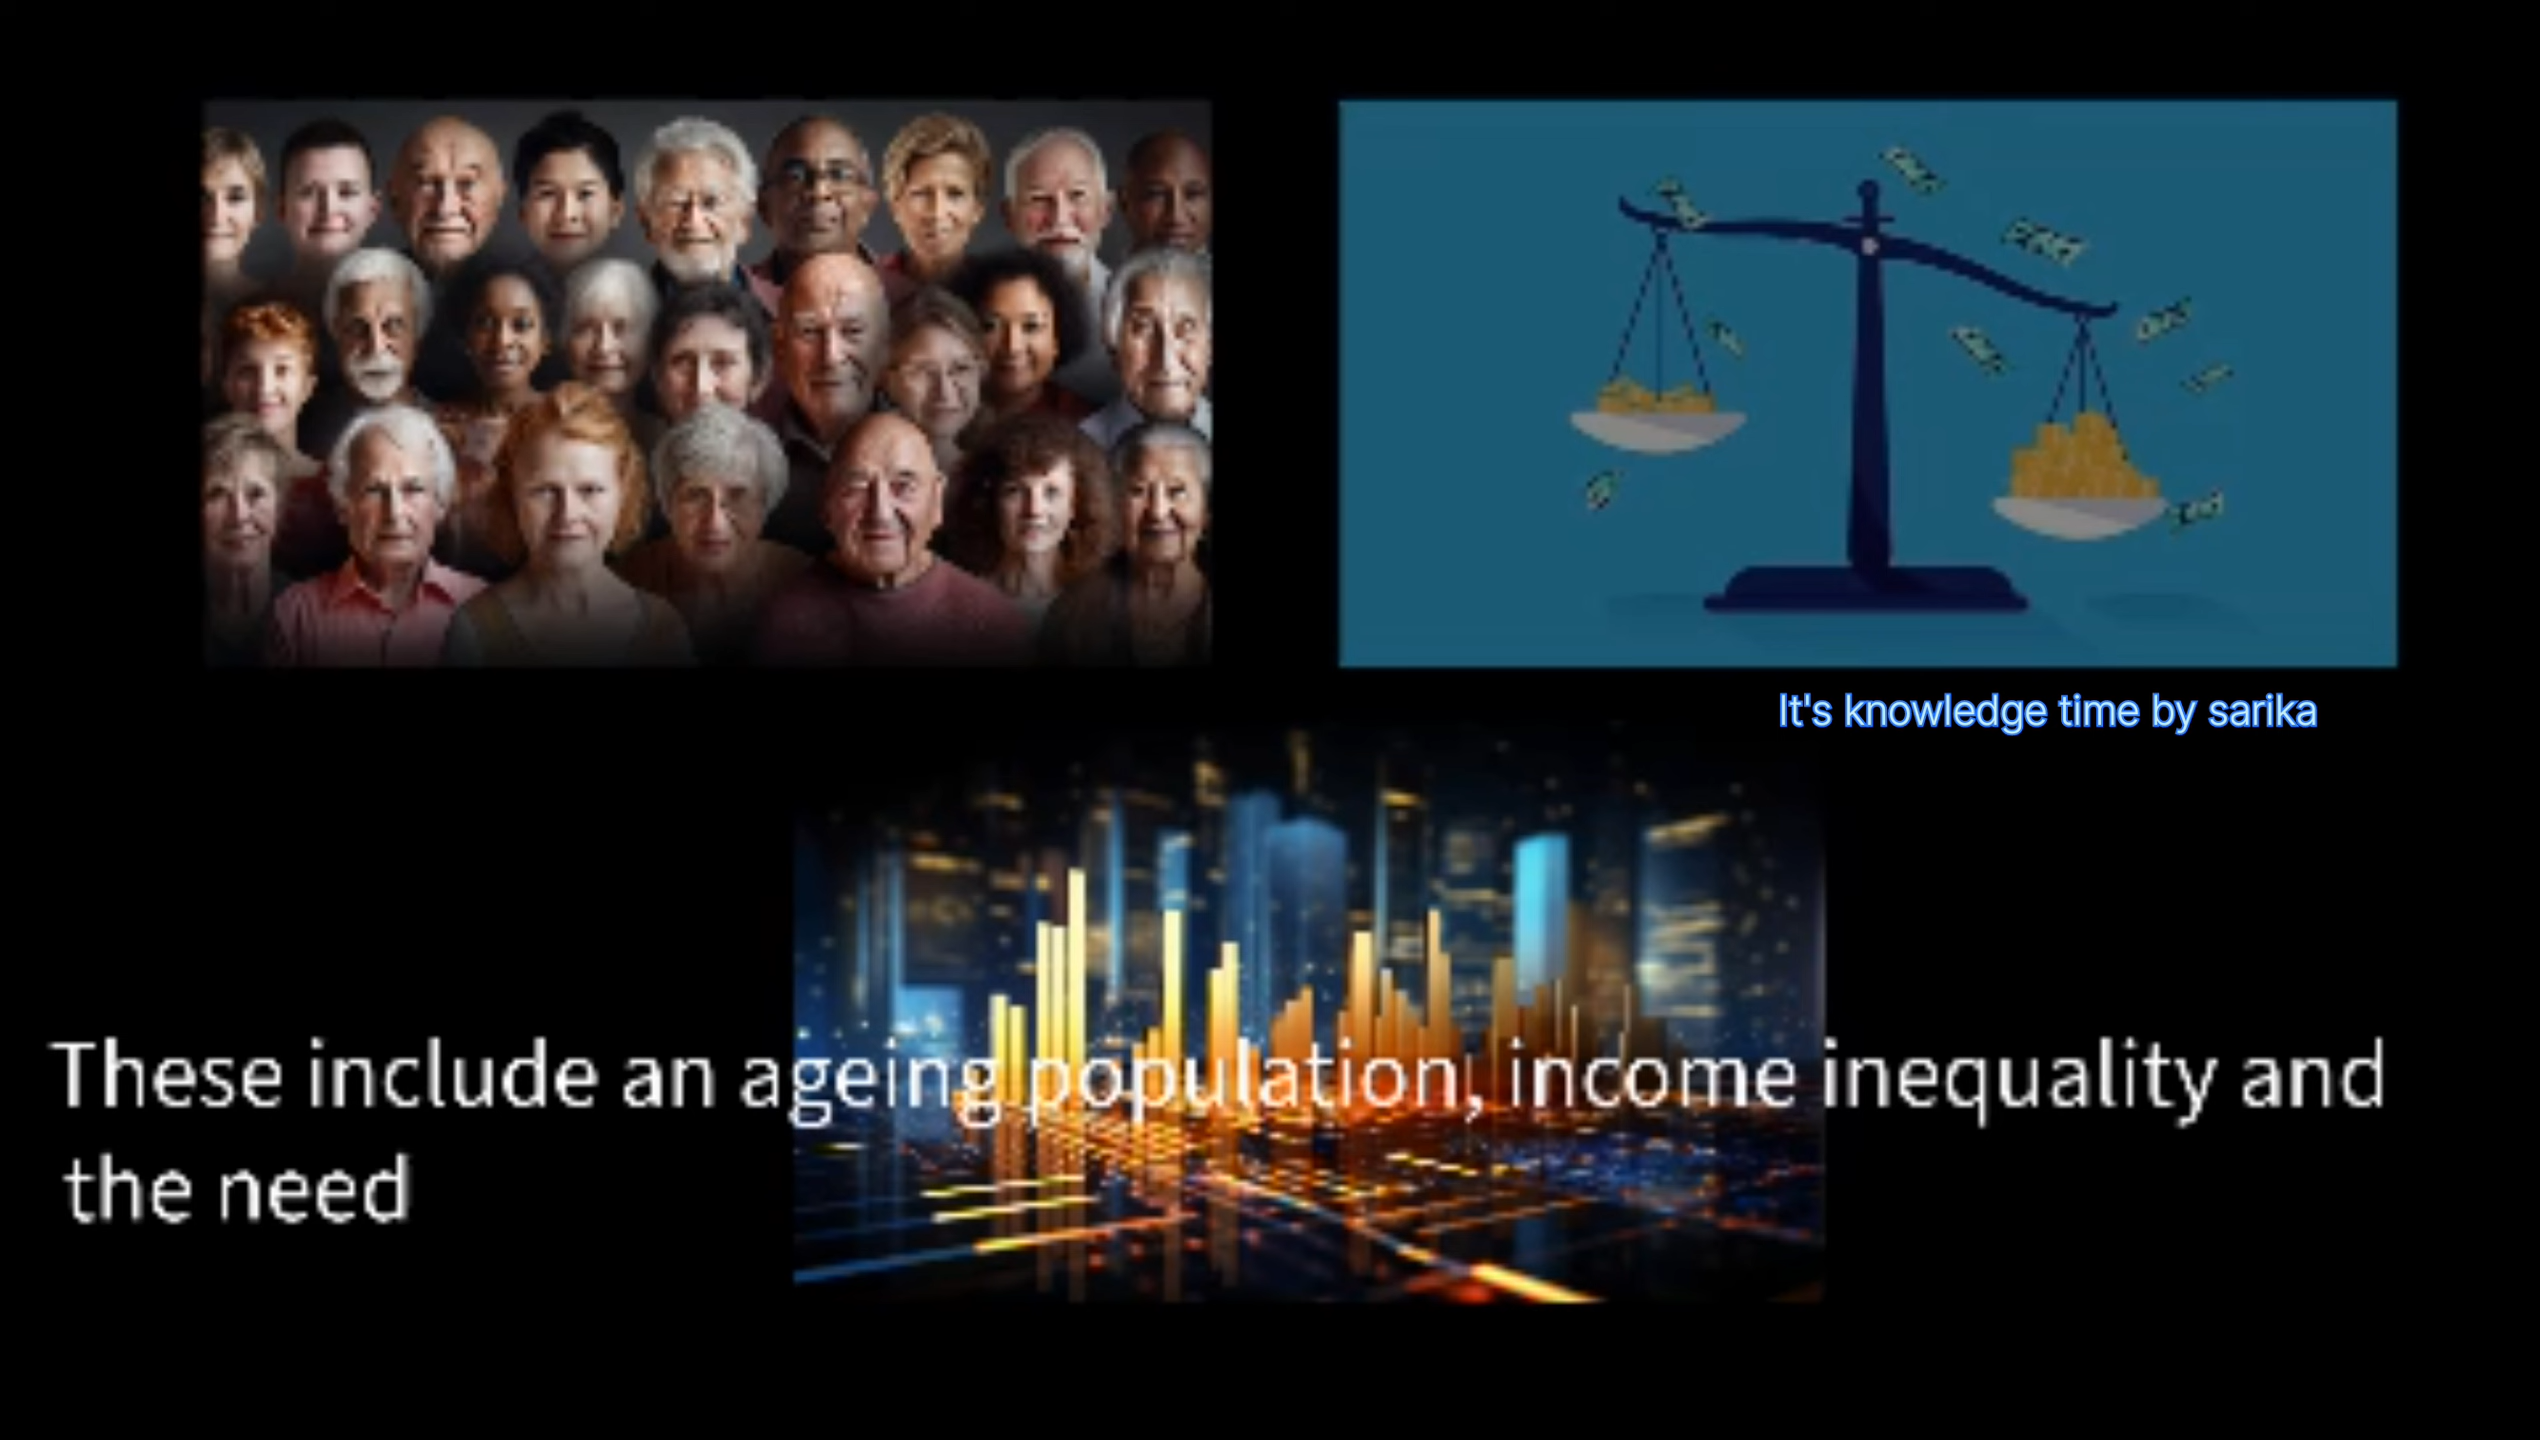 It's knowledge time by sarika
These include an ageing population, income inequality and
the need